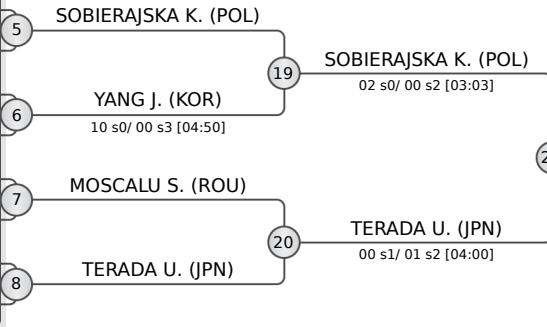 SOBIERAJSKA K. (POL)
5
19
SOBIERAJSKA K. (POL)
02 s0/ 00 s2 [03:03]
6
YANG J. (KOR)
10 s0/ 00 s3 [04:50]
7
MOSCALU S. (ROU)
20
TERADA U. (JPN)
00 s1/ 01 s2 [04:00]
8
TERADA U. (JPN)